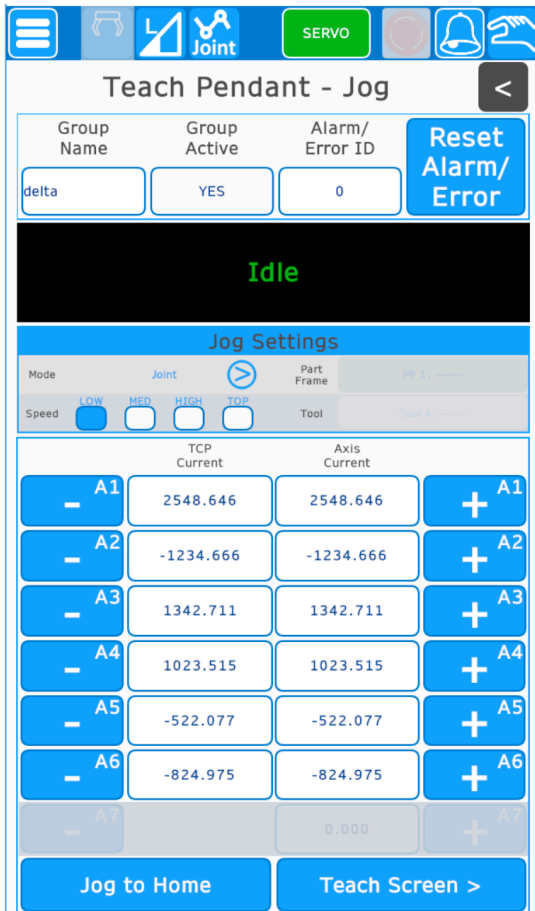 Joint
SERVO
Teach Pendant - Jog
<
Group Name
Group Active
Alarm/ Error ID
Reset Alarm/ Error
delta
YES
0
Idle
Jog Settings
Mode
Joint
Part Frame
PF 1: -----
Speed
LOW
MED
HIGH
TOP
Tool
Tool 4: -----
TCP Current
Axis Current
- A1
2548.646
2548.646
+ A1
- A2
-1234.666
-1234.666
+ A2
- A3
1342.711
1342.711
+ A3
- A4
1023.515
1023.515
+ A4
- A5
-522.077
-522.077
+ A5
- A6
-824.975
-824.975
+ A6
- A7
0.000
+ A7
Jog to Home
Teach Screen >